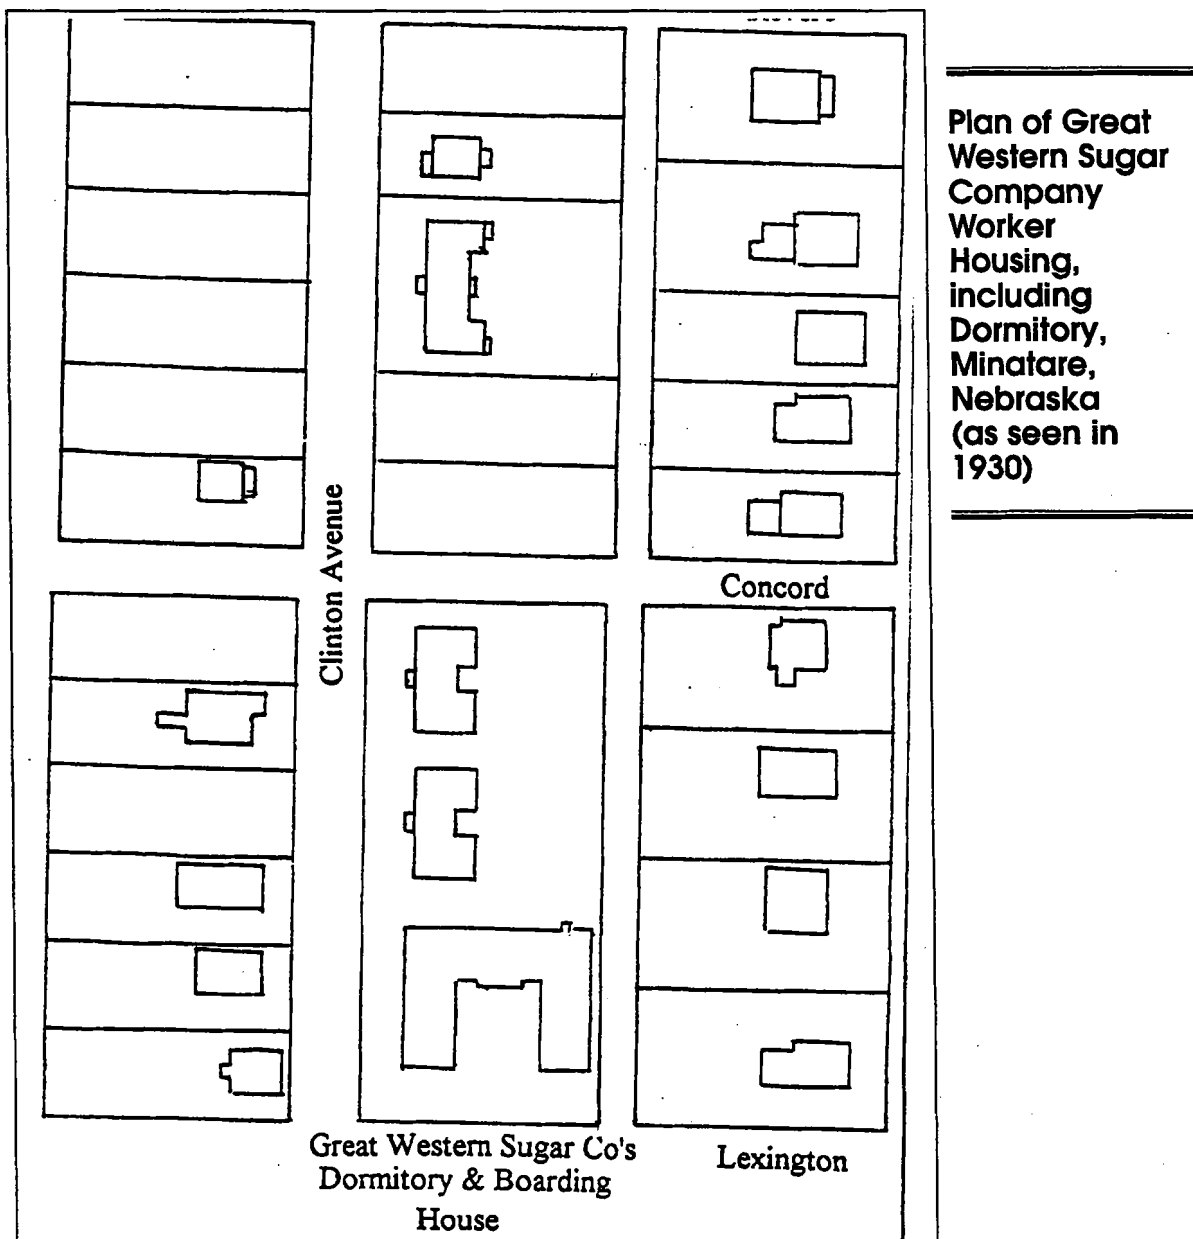 Plan of Great
Western Sugar
Company
Worker
Housing,
including
Dormitory,
Minatare,
Nebraska
(as seen in
1930)
Clinton Avenue
Concord
Great Western Sugar Co's
Dormitory & Boarding
House
Lexington